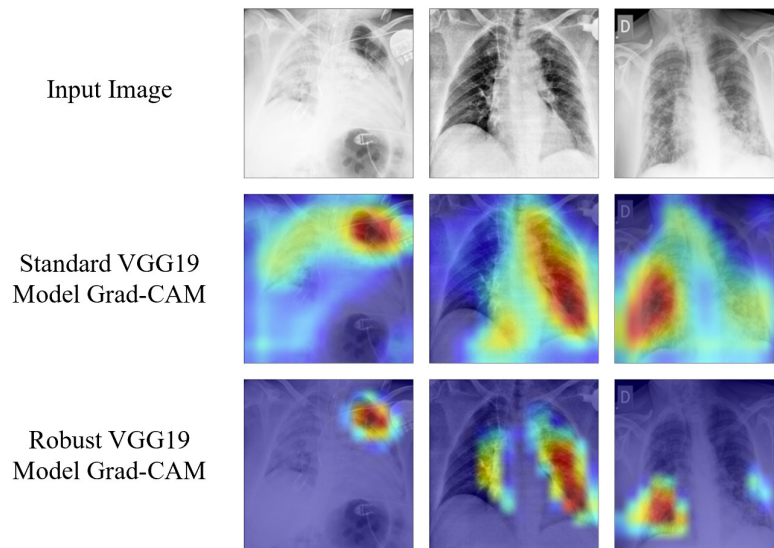 Input Image
D
Standard VGG19
Model Grad-CAM
D
Robust VGG19
Model Grad-CAM
D